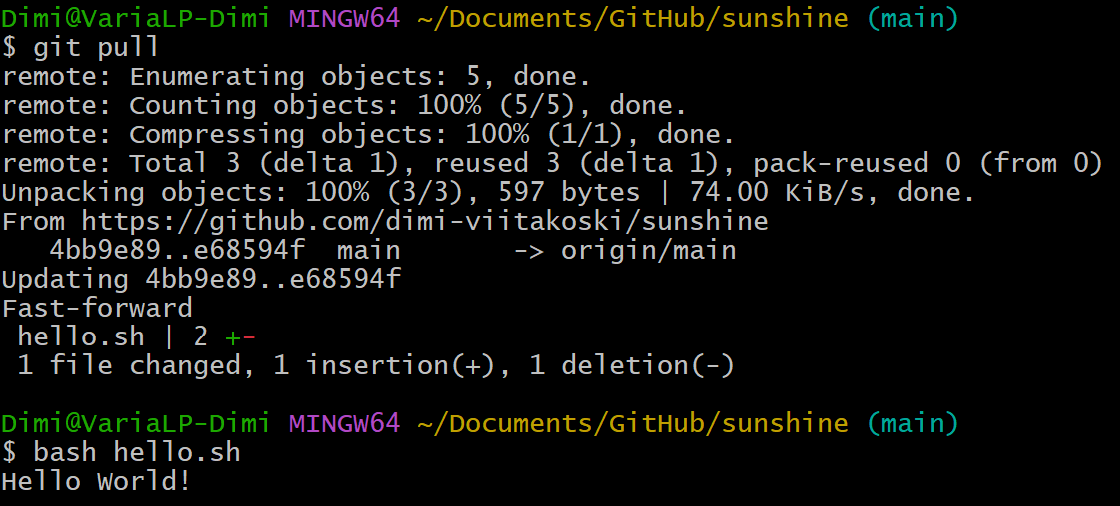 Dimi@VariaLP-Dimi MINGW64 ~/Documents/GitHub/sunshine (main)
$ git pull
remote: Enumerating objects: 5, done.
remote: Counting objects: 100% (5/5), done.
remote: Compressing objects: 100% (1/1), done.
remote: Total 3 (delta 1), reused 3 (delta 1), pack-reused 0 (from 0)
Unpacking objects: 100% (3/3), 597 bytes | 74.00 KiB/s, done.
From https://github.com/dimi-viitakoski/sunshine
   4bb9e89..e68594f  main       -> origin/main
Updating 4bb9e89..e68594f
Fast-forward
 hello.sh | 2 +-
 1 file changed, 1 insertion(+), 1 deletion(-)
Dimi@VariaLP-Dimi MINGW64 ~/Documents/GitHub/sunshine (main)
$ bash hello.sh
Hello World!